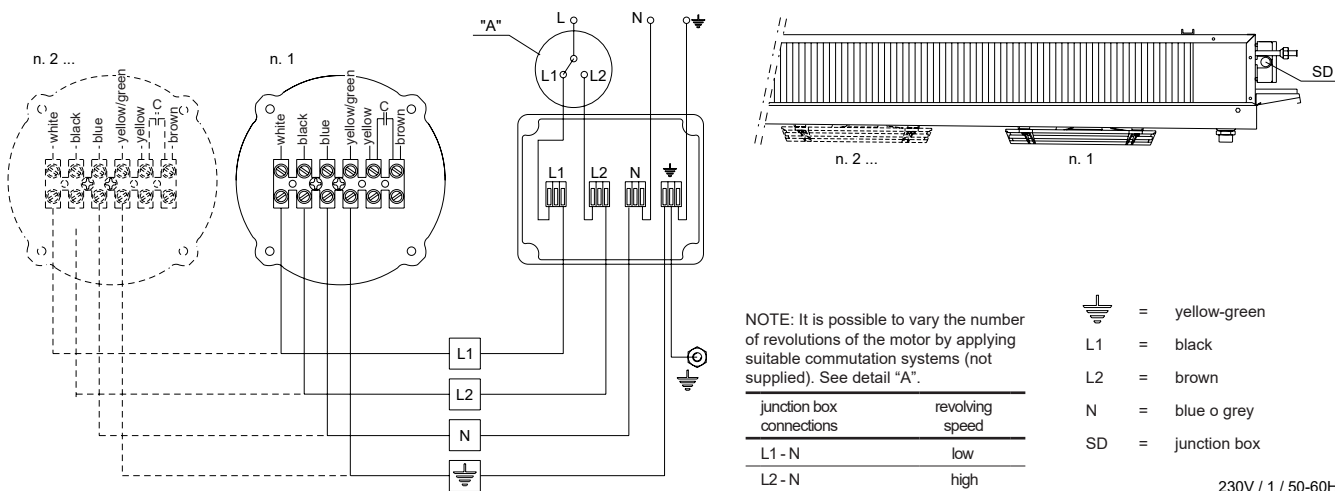 "A"
L
N
n. 2 ...
n. 1
L1
L2
white
black
blue
yellow/green
yellow
C
brown
white
black
blue
yellow/green
yellow
C
brown
L1
L2
N
L1
L2
N
SD
n. 2 ...
n. 1
NOTE: It is possible to vary the number
of revolutions of the motor by applying
suitable commutation systems (not
supplied). See detail “A”.
junction box connections
revolving speed
L1 - N low
L2 - N high
= yellow-green
L1 = black
L2 = brown
N = blue o grey
SD = junction box
230V / 1 / 50-60H